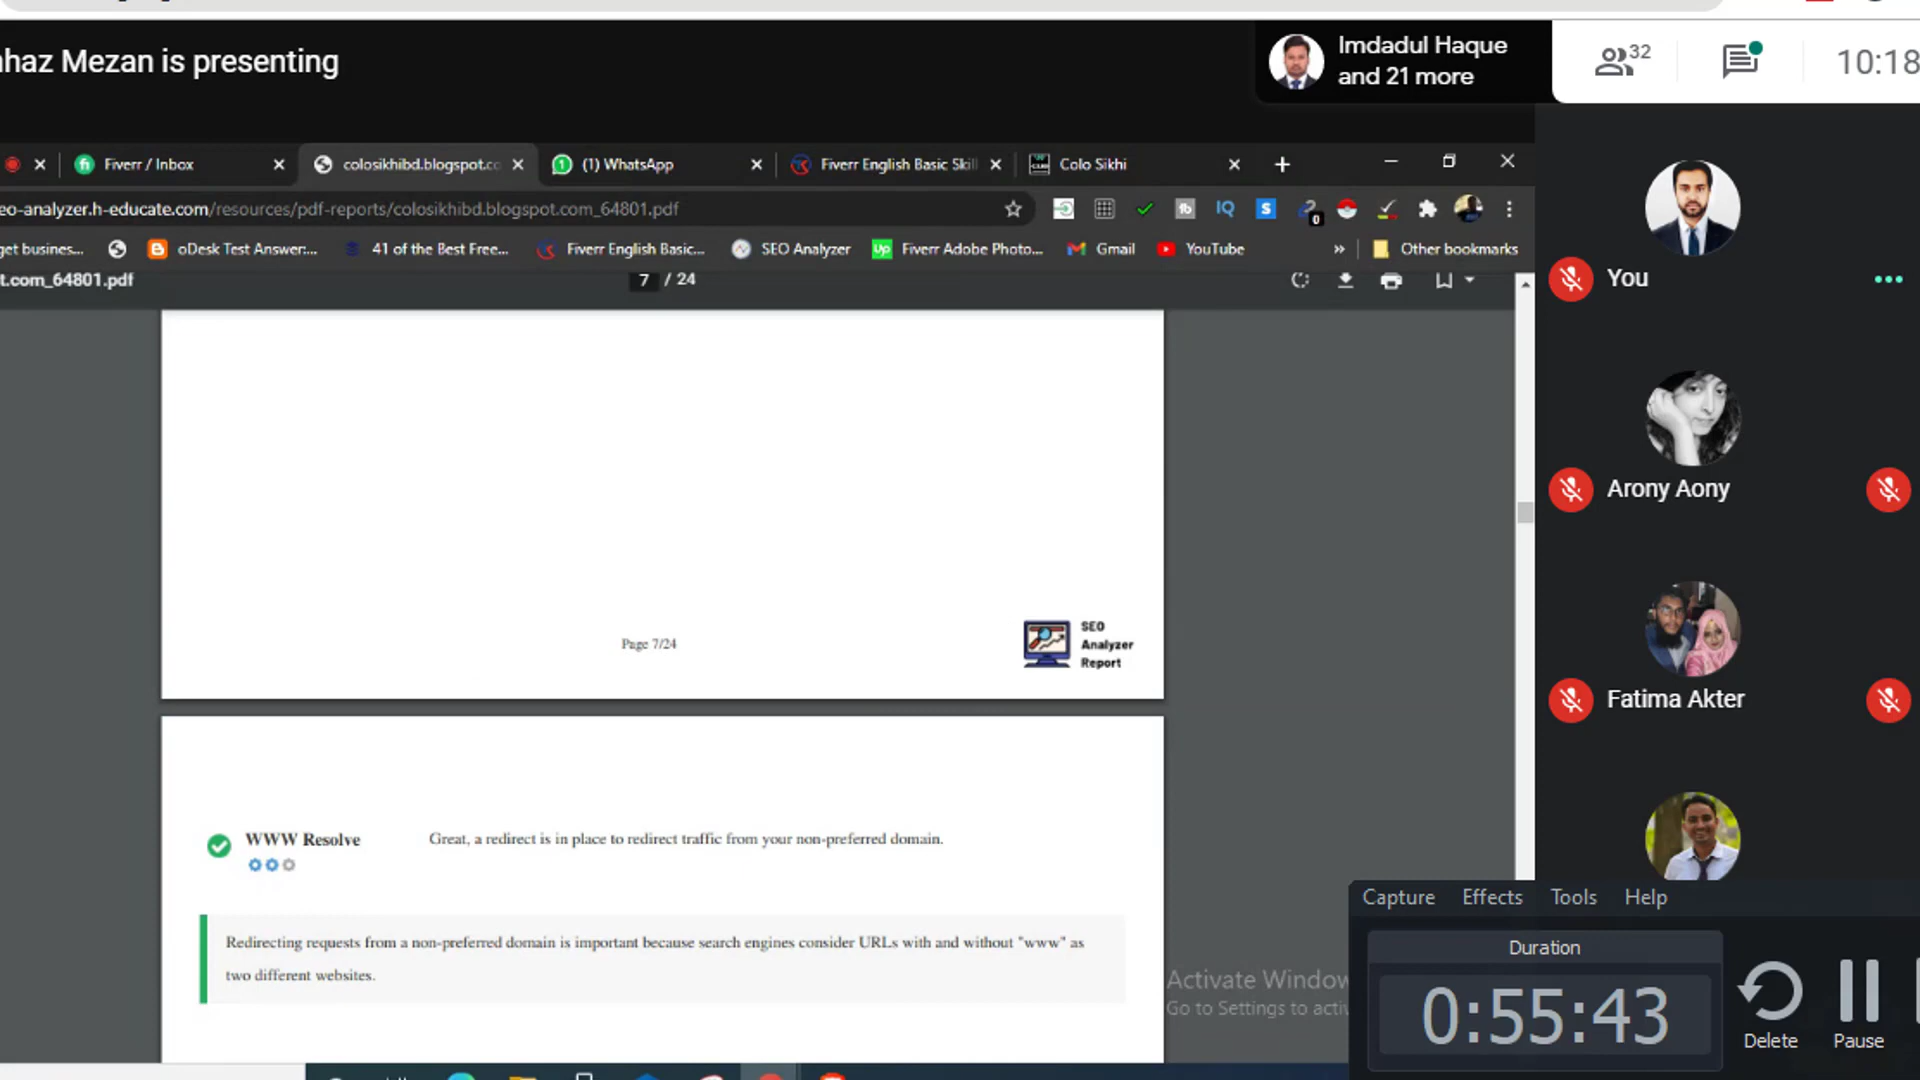 haz Mezan is presenting
Imdadul Haque
and 21 more
32
10:18
Fiverr / Inbox
colosikhibd.blogspot.cc
(1) WhatsApp
Fiverr English Basic Skil
Colo Sikhi
eo-analyzer.h-educate.com/resources/pdf-reports/colosikhibd.blogspot.com_64801.pdf
get busines...
oDesk Test Answer:...
41 of the Best Free...
Fiverr English Basic...
SEO Analyzer
Up
Fiverr Adobe Photo...
Gmail
YouTube
»
Other bookmarks
t.com_64801.pdf
7 / 24
Page 7/24
SEO
Analyzer
Report
WWW Resolve
Great, a redirect is in place to redirect traffic from your non-preferred domain.
Redirecting requests from a non-preferred domain is important because search engines consider URLs with and without "www" as
two different websites.
You
Arony Aony
Fatima Akter
Activate Window
Go to Settings to activ
Capture Effects Tools Help
Duration
0:55:43
Delete
Pause